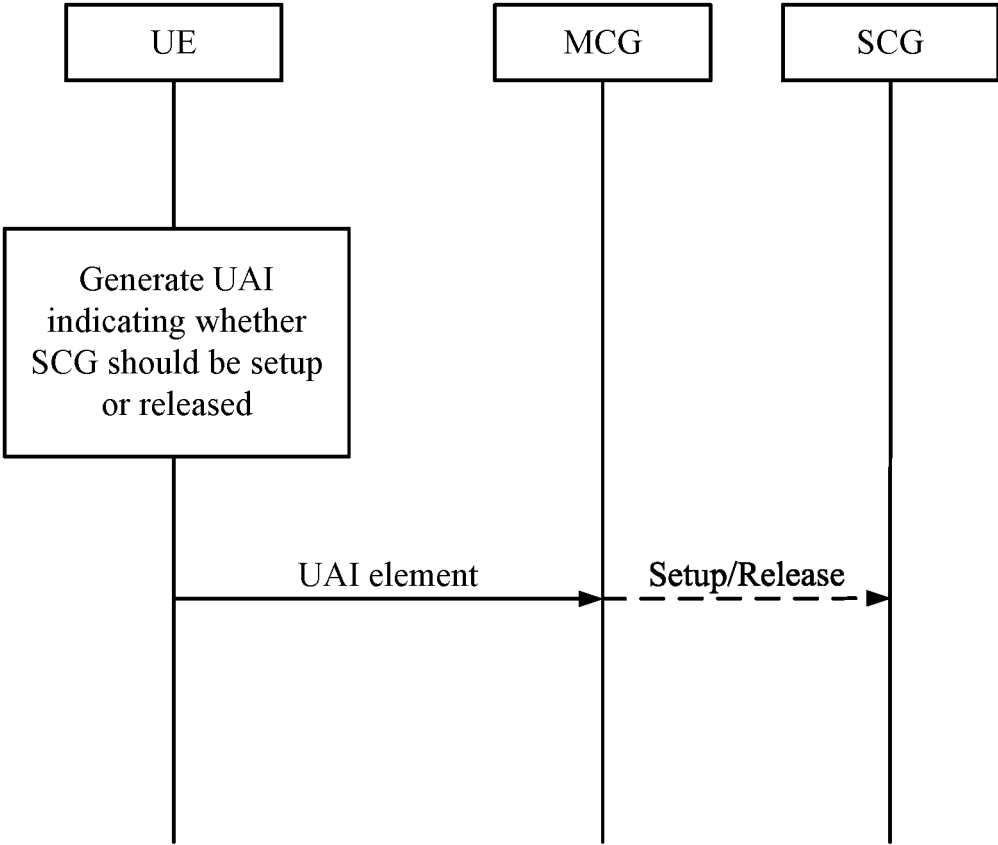 UE
MCG
SCG
Generate UAI
indicating whether
SCG should be setup
or released
UAI element
Setup/Release